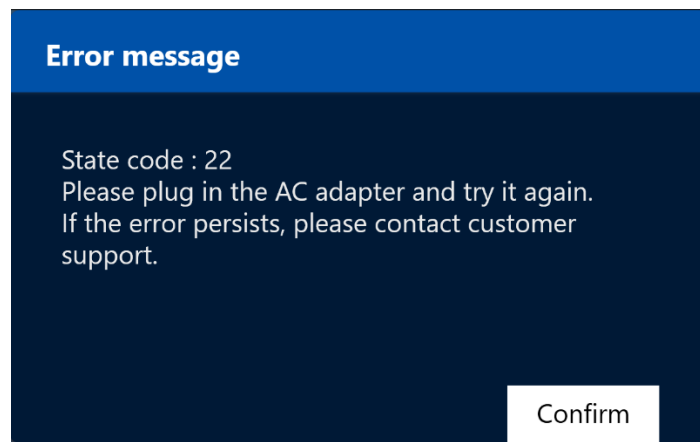 Error message
State code : 22
Please plug in the AC adapter and try it again.
If the error persists, please contact customer
support.
Confirm